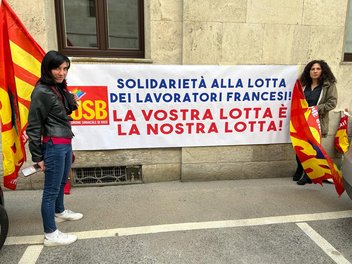 SOLIDARIETÀ ALLA LOTTA
DEI LAVORATORI FRANCESI!
USB
LA VOSTRA LOTTA È
LA NOSTRA LOTTA!